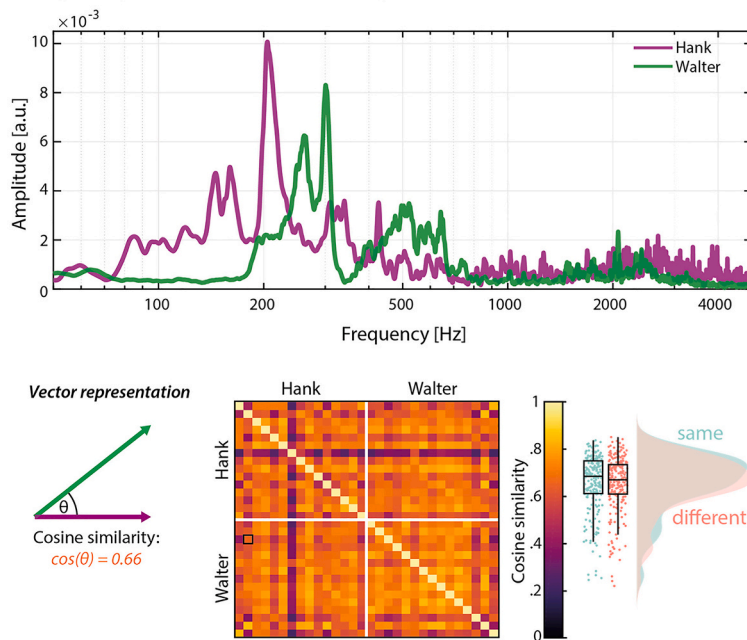 ×10⁻³
10
8
6
4
2
0
Amplitude [a.u.]
Hank
Walter
100 200 500 1000 2000 4000
Frequency [Hz]
Vector representation
θ
Cosine similarity:
cos(θ) = 0.66
Hank Walter
Hank
Walter
1
.8
.6
.4
.2
0
Cosine similarity
same
different